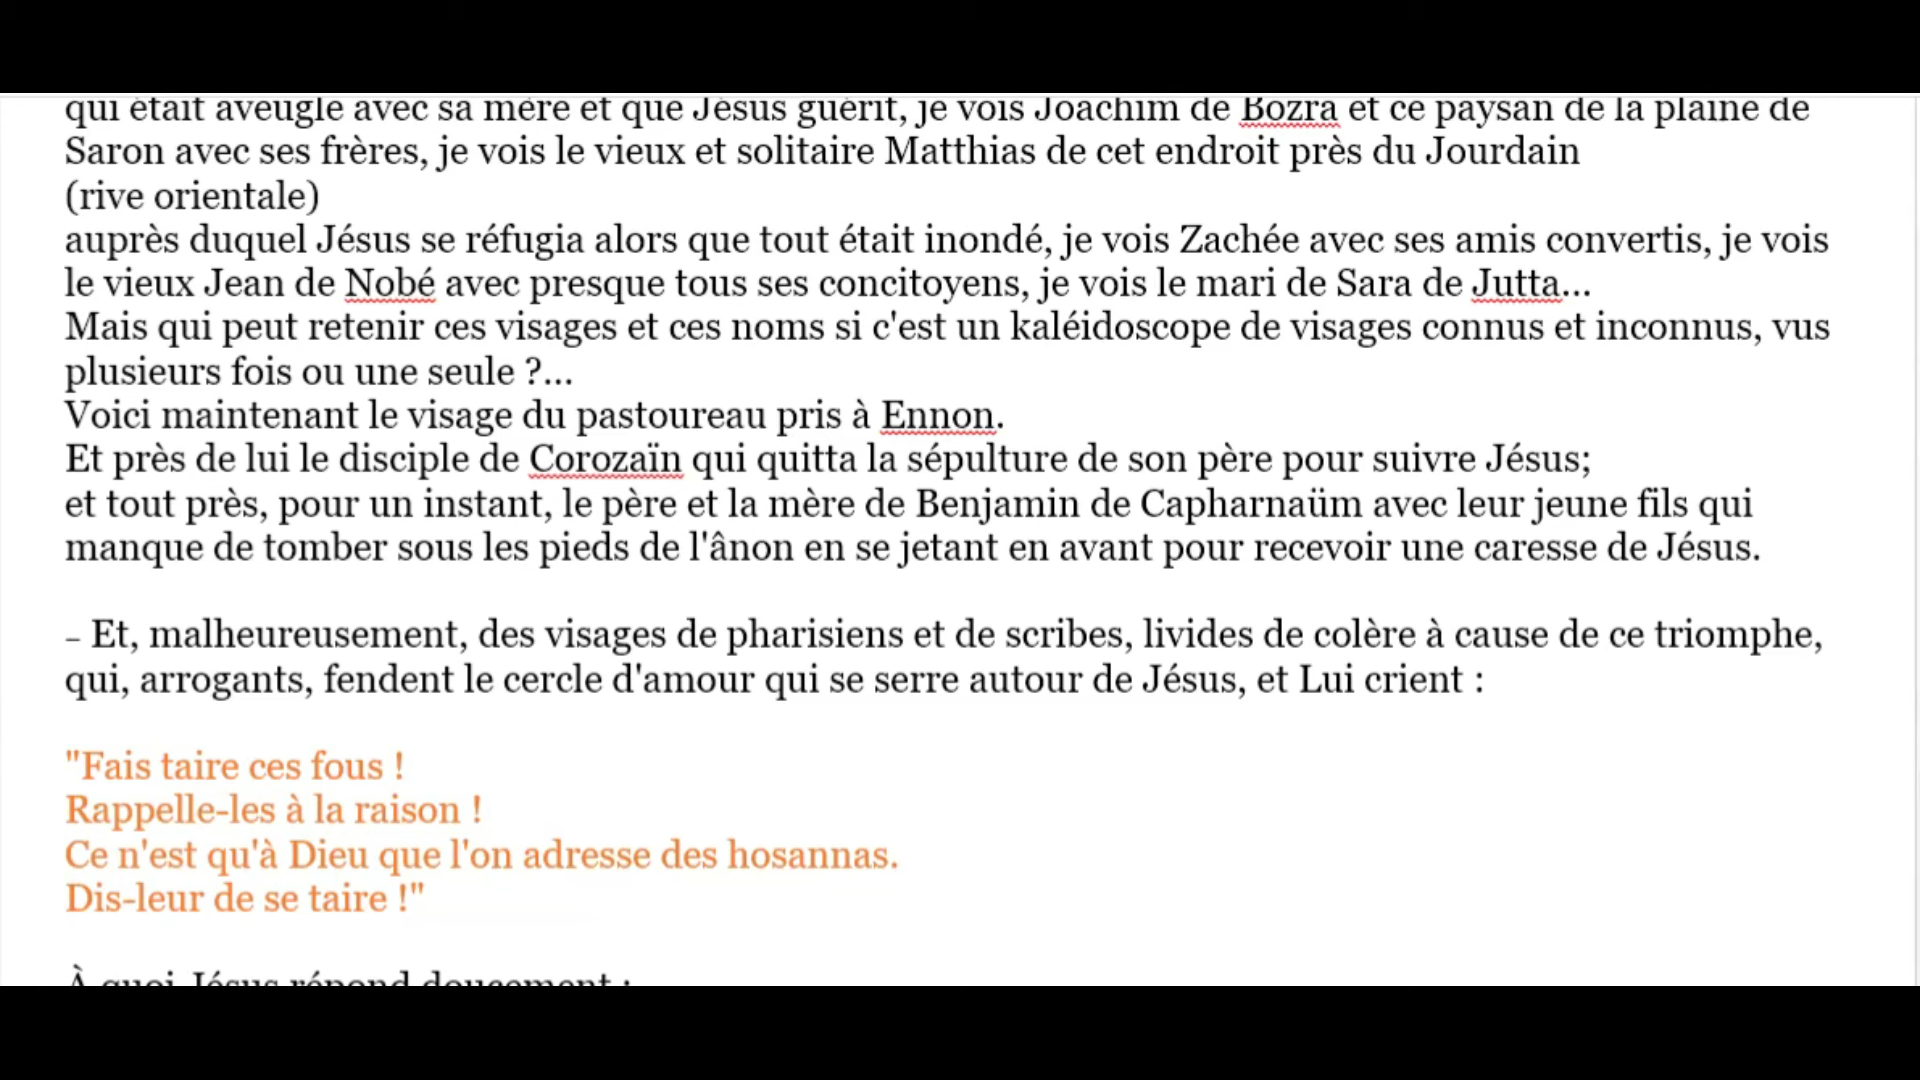 qui était aveugle avec sa mère et que Jésus guérit, je vois Joachim de Bozra et ce paysan de la plaine de
Saron avec ses frères, je vois le vieux et solitaire Matthias de cet endroit près du Jourdain
(rive orientale)
auprès duquel Jésus se réfugia alors que tout était inondé, je vois Zachée avec ses amis convertis, je vois
le vieux Jean de Nobé avec presque tous ses concitoyens, je vois le mari de Sara de Jutta...
Mais qui peut retenir ces visages et ces noms si c'est un kaléidoscope de visages connus et inconnus, vus
plusieurs fois ou une seule ?...
Voici maintenant le visage du pastoureau pris à Ennon.
Et près de lui le disciple de Corozaïn qui quitta la sépulture de son père pour suivre Jésus;
et tout près, pour un instant, le père et la mère de Benjamin de Capharnaüm avec leur jeune fils qui
manque de tomber sous les pieds de l'ânon en se jetant en avant pour recevoir une caresse de Jésus.
– Et, malheureusement, des visages de pharisiens et de scribes, livides de colère à cause de ce triomphe,
qui, arrogants, fendent le cercle d'amour qui se serre autour de Jésus, et Lui crient :
"Fais taire ces fous !
Rappelle-les à la raison !
Ce n'est qu'à Dieu que l'on adresse des hosannas.
Dis-leur de se taire !"
À quoi Jésus répond doucement :